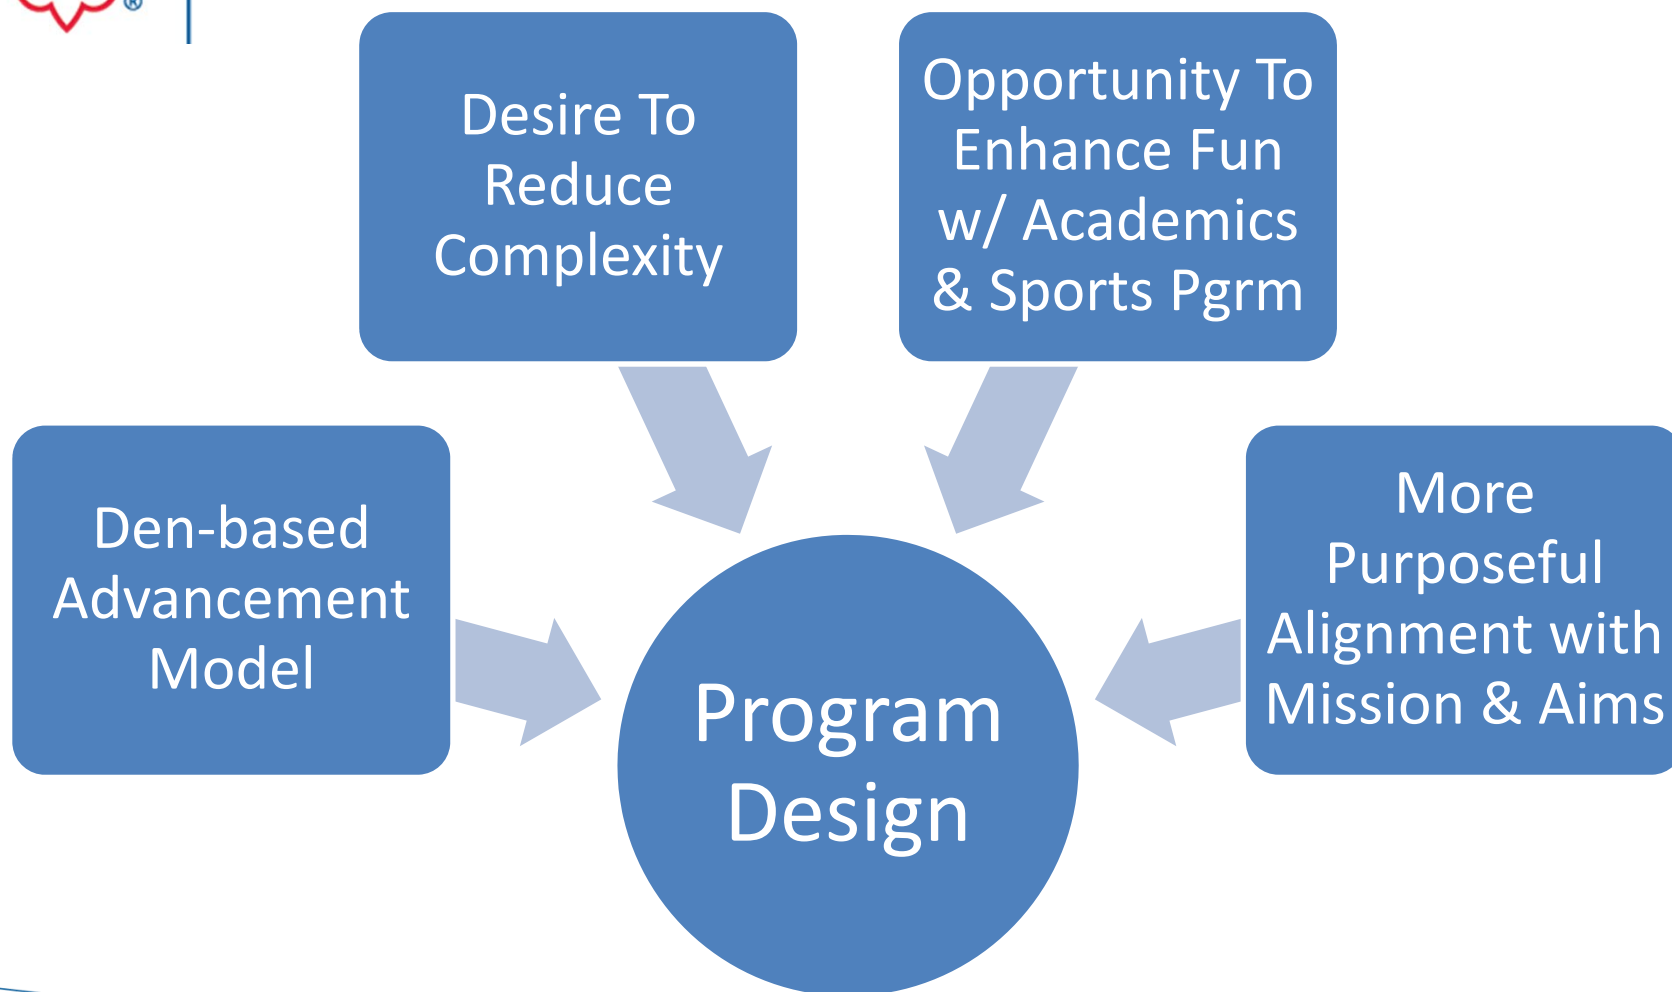 ®
Desire To
Reduce
Complexity
Opportunity To
Enhance Fun
w/ Academics
& Sports Pgrm
Den-based
Advancement
Model
More
Purposeful
Alignment with
Mission & Aims
Program
Design